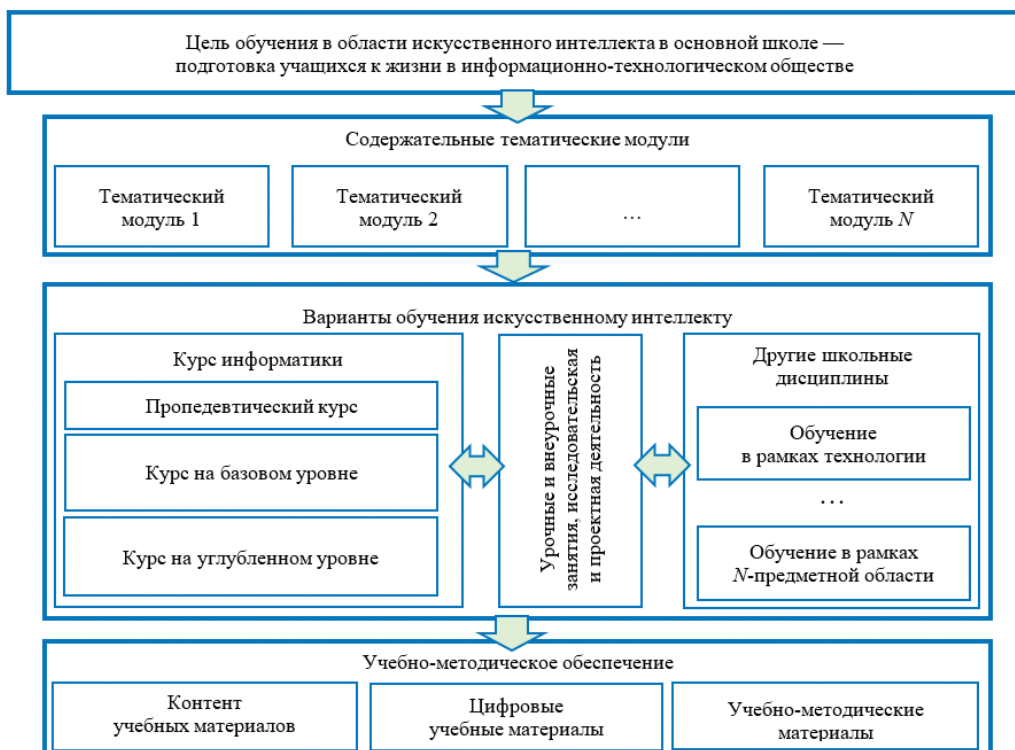 Цель обучения в области искусственного интеллекта в основной школе —
подготовка учащихся к жизни в информационно-технологическом обществе
Содержательные тематические модули
Тематический
модуль 1
Тематический
модуль 2
…
Тематический
модуль N
Варианты обучения искусственному интеллекту
Курс информатики
Пропедевтический курс
Курс на базовом уровне
Курс на углубленном уровне
Урочные и внеурочные
занятия, исследовательская
и проектная деятельность
Другие школьные
дисциплины
Обучение
в рамках технологии
…
Обучение в рамках
N-предметной области
Учебно-методическое обеспечение
Контент
учебных материалов
Цифровые
учебные материалы
Учебно-методические
материалы